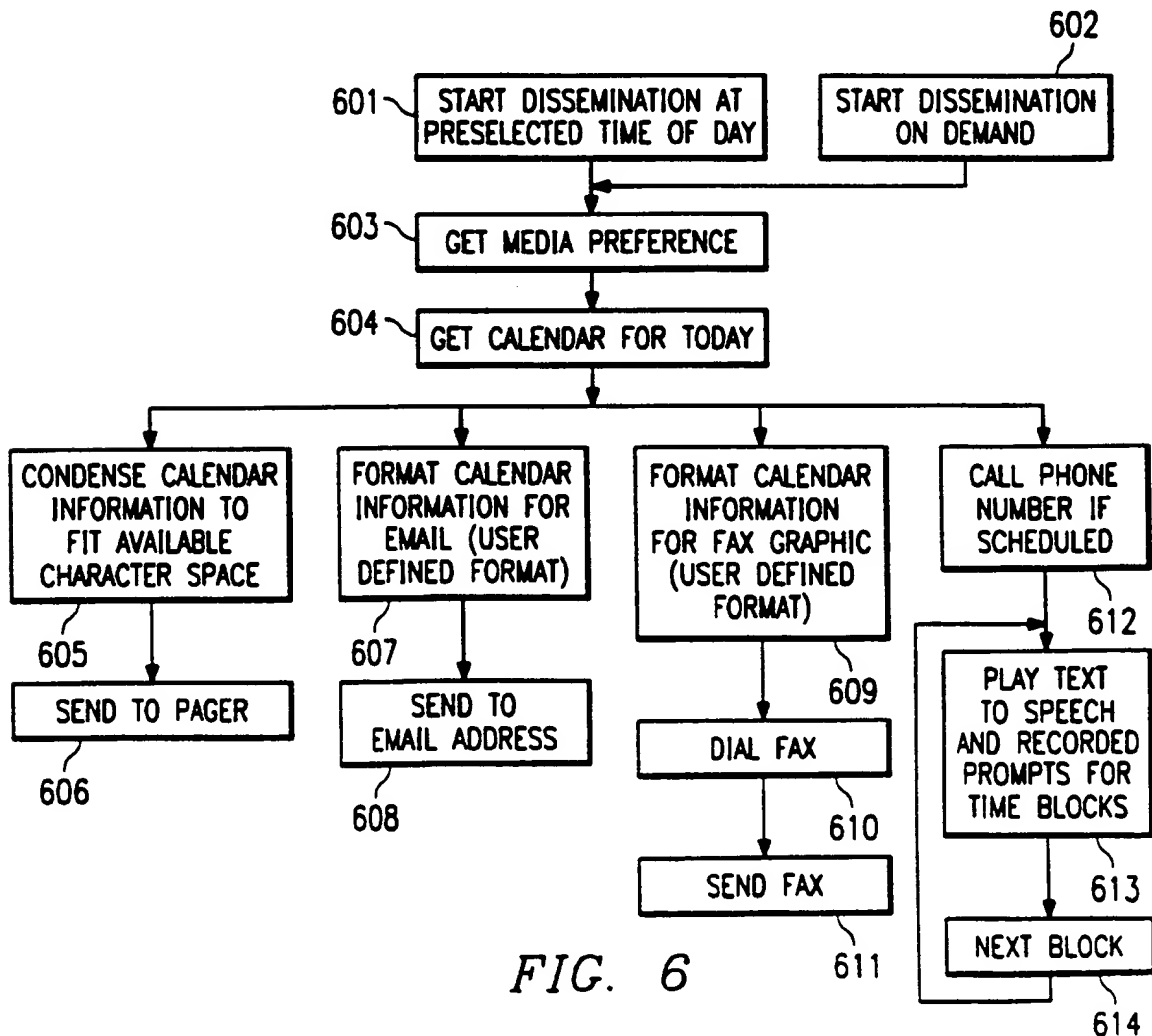 602
601
START DISSEMINATION AT
PRESELECTED TIME OF DAY
START DISSEMINATION
ON DEMAND
603
GET MEDIA PREFERENCE
604
GET CALENDAR FOR TODAY
CONDENSE CALENDAR
INFORMATION TO
FIT AVAILABLE
CHARACTER SPACE
605
SEND TO PAGER
606
FORMAT CALENDAR
INFORMATION FOR
EMAIL (USER
DEFINED FORMAT)
607
SEND TO
EMAIL ADDRESS
608
FORMAT CALENDAR
INFORMATION
FOR FAX GRAPHIC
(USER DEFINED
FORMAT)
609
DIAL FAX
610
SEND FAX
611
CALL PHONE
NUMBER IF
SCHEDULED
612
PLAY TEXT
TO SPEECH
AND RECORDED
PROMPTS FOR
TIME BLOCKS
613
NEXT BLOCK
614
FIG. 6